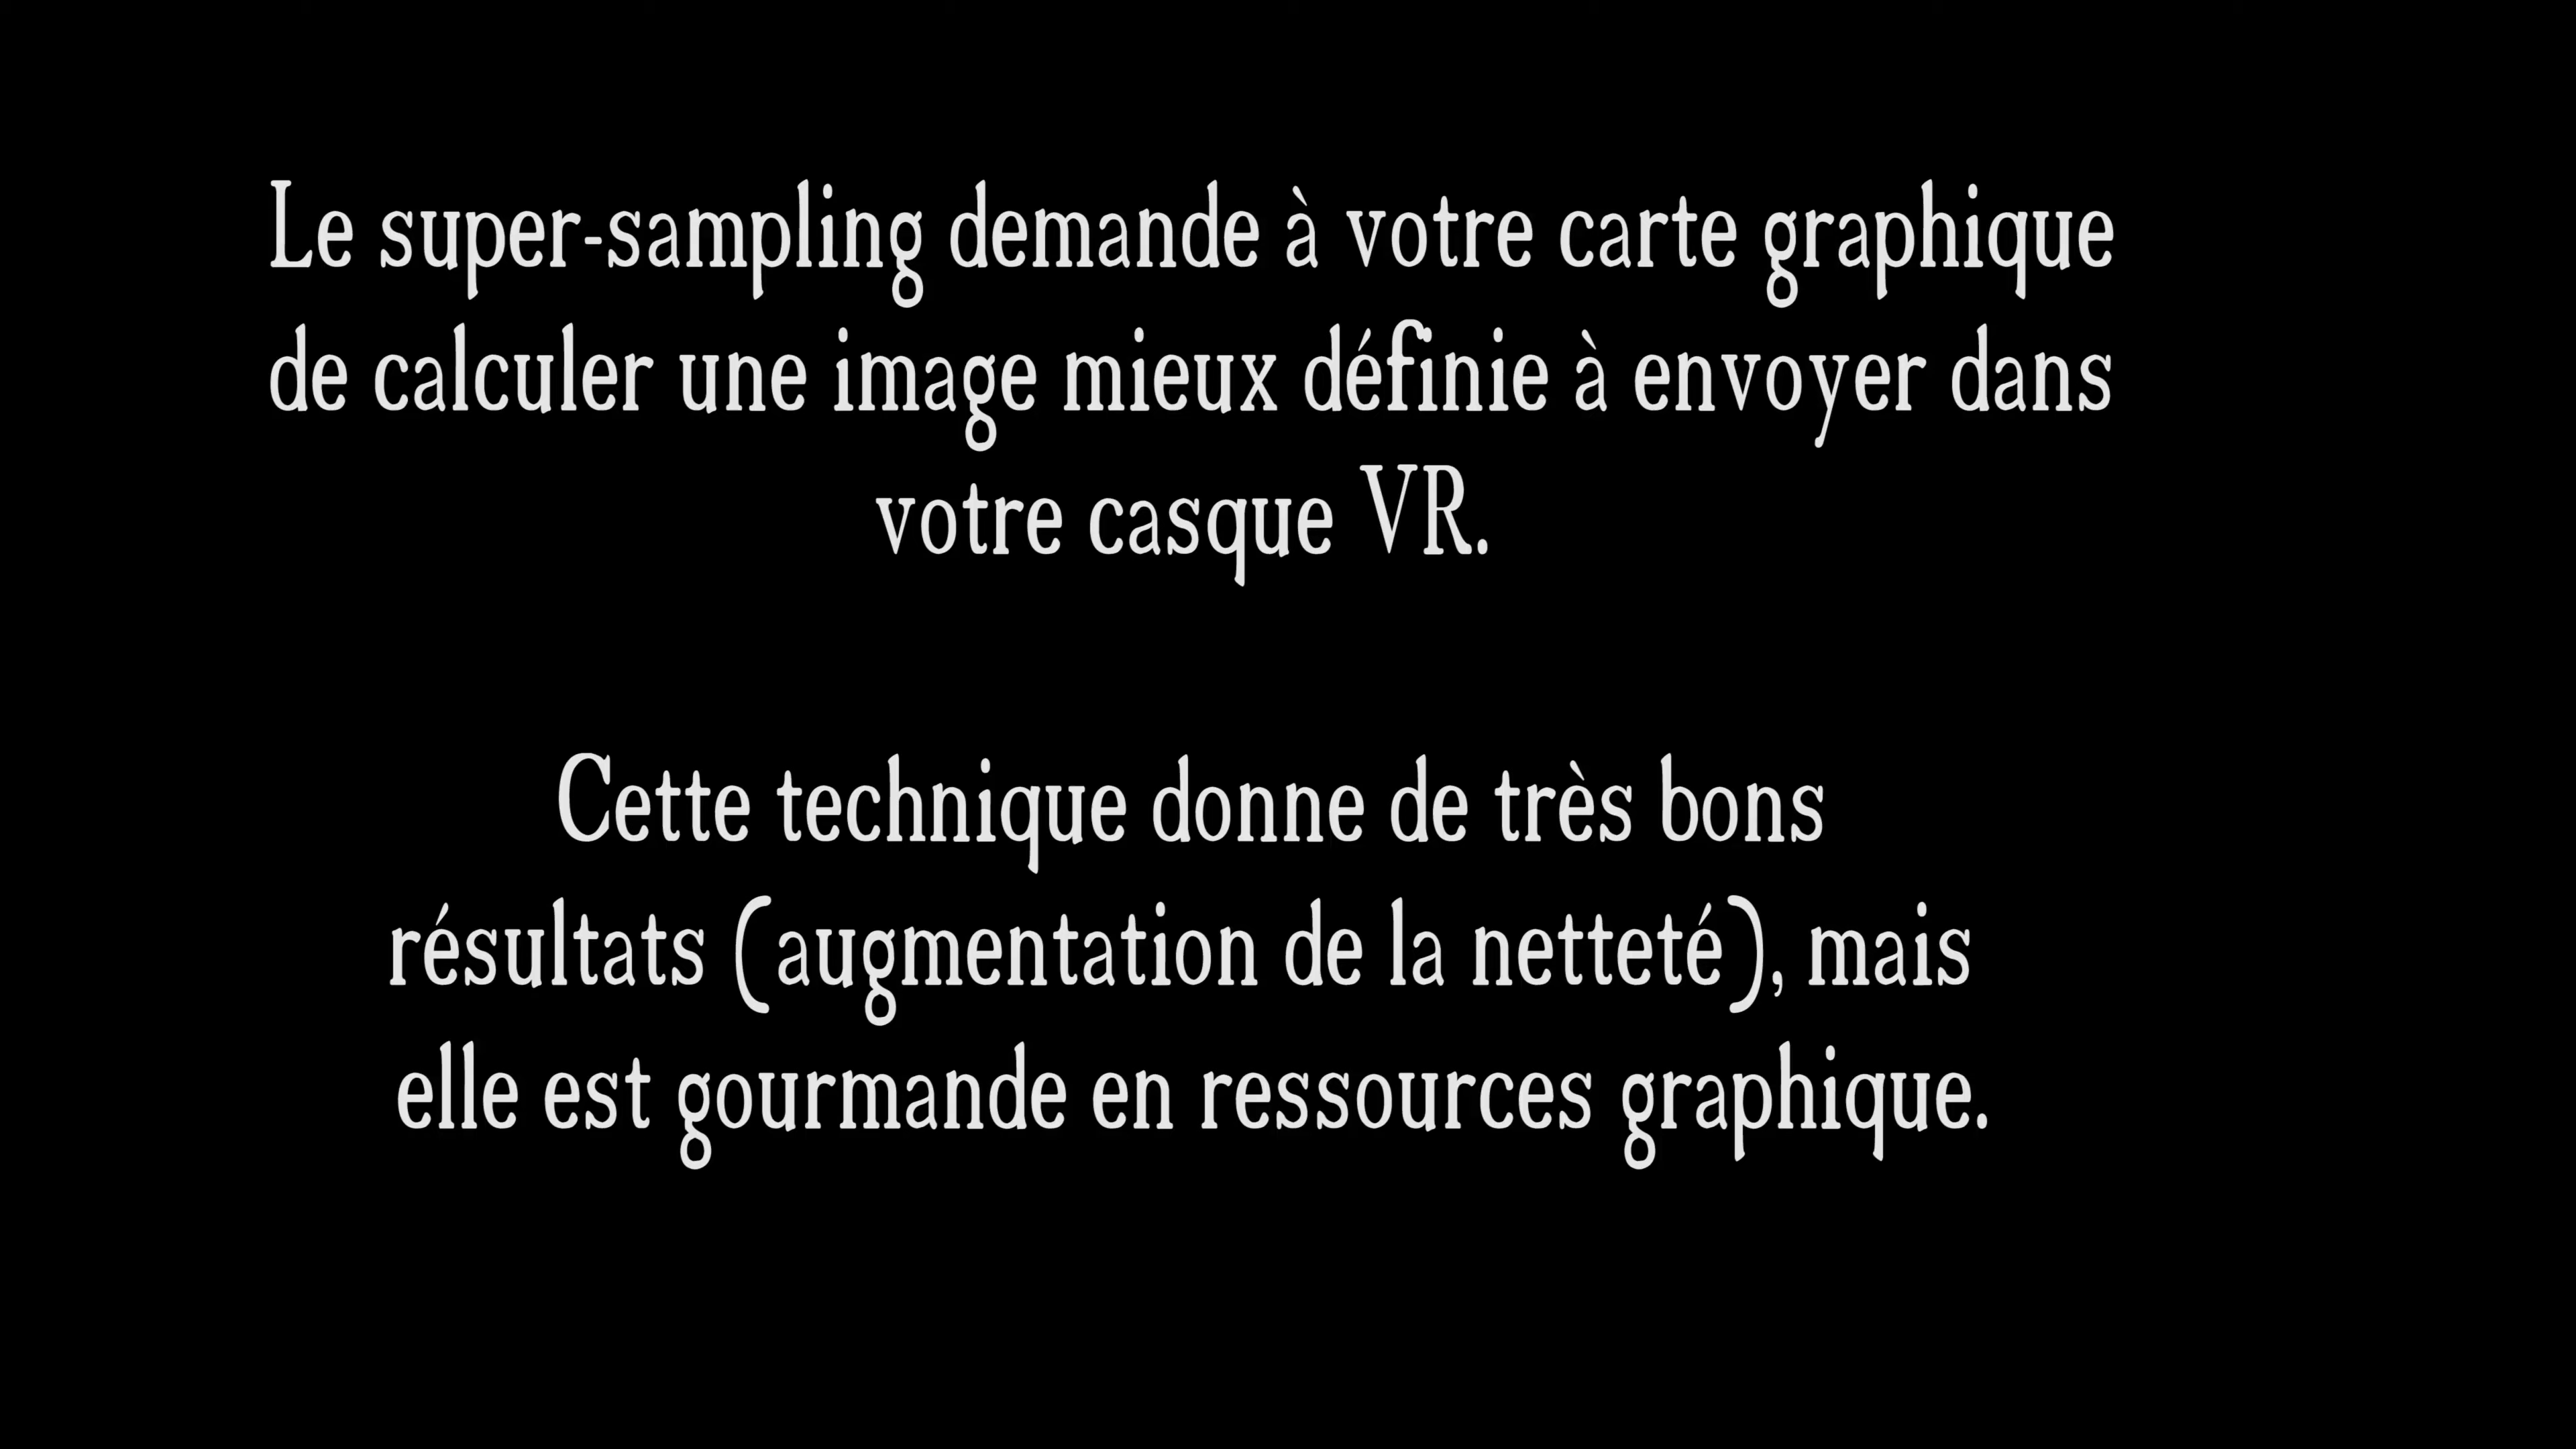 Le super-sampling demande à votre carte graphique
de calculer une image mieux définie à envoyer dans
votre casque VR.
Cette technique donne de très bons
résultats (augmentation de la netteté), mais
elle est gourmande en ressources graphique.